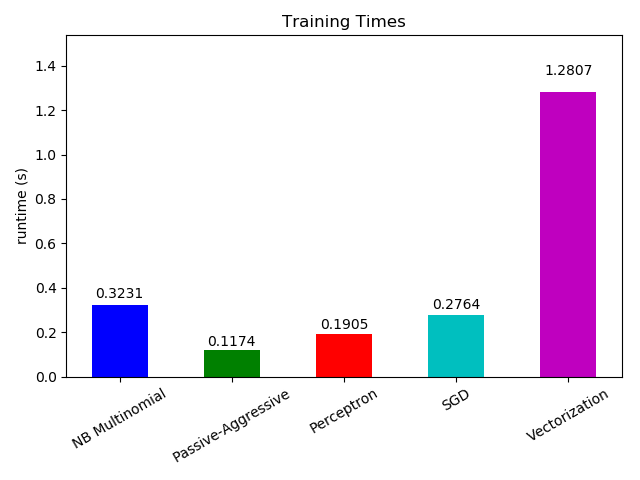 Training Times
runtime (s)
1.4
1.2
1.0
0.8
0.6
0.4
0.2
0.0
0.3231
0.1174
0.1905
0.2764
1.2807
NB Multinomial
Passive-Aggressive
Perceptron
SGD
Vectorization